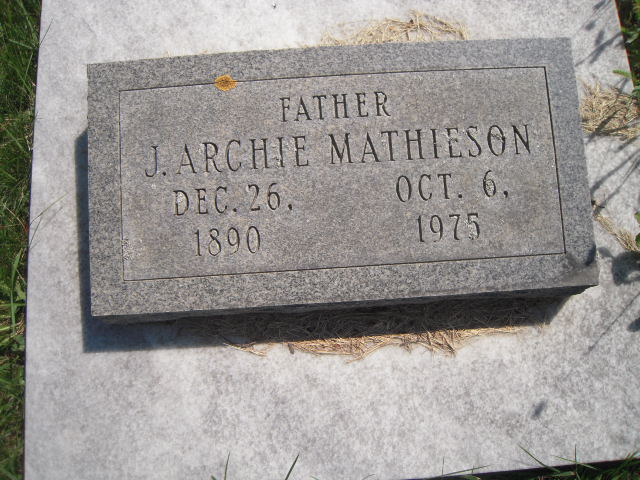 FATHER
J. ARCHIE MATHIESON
DEC. 26, OCT. 6,
1890 1975